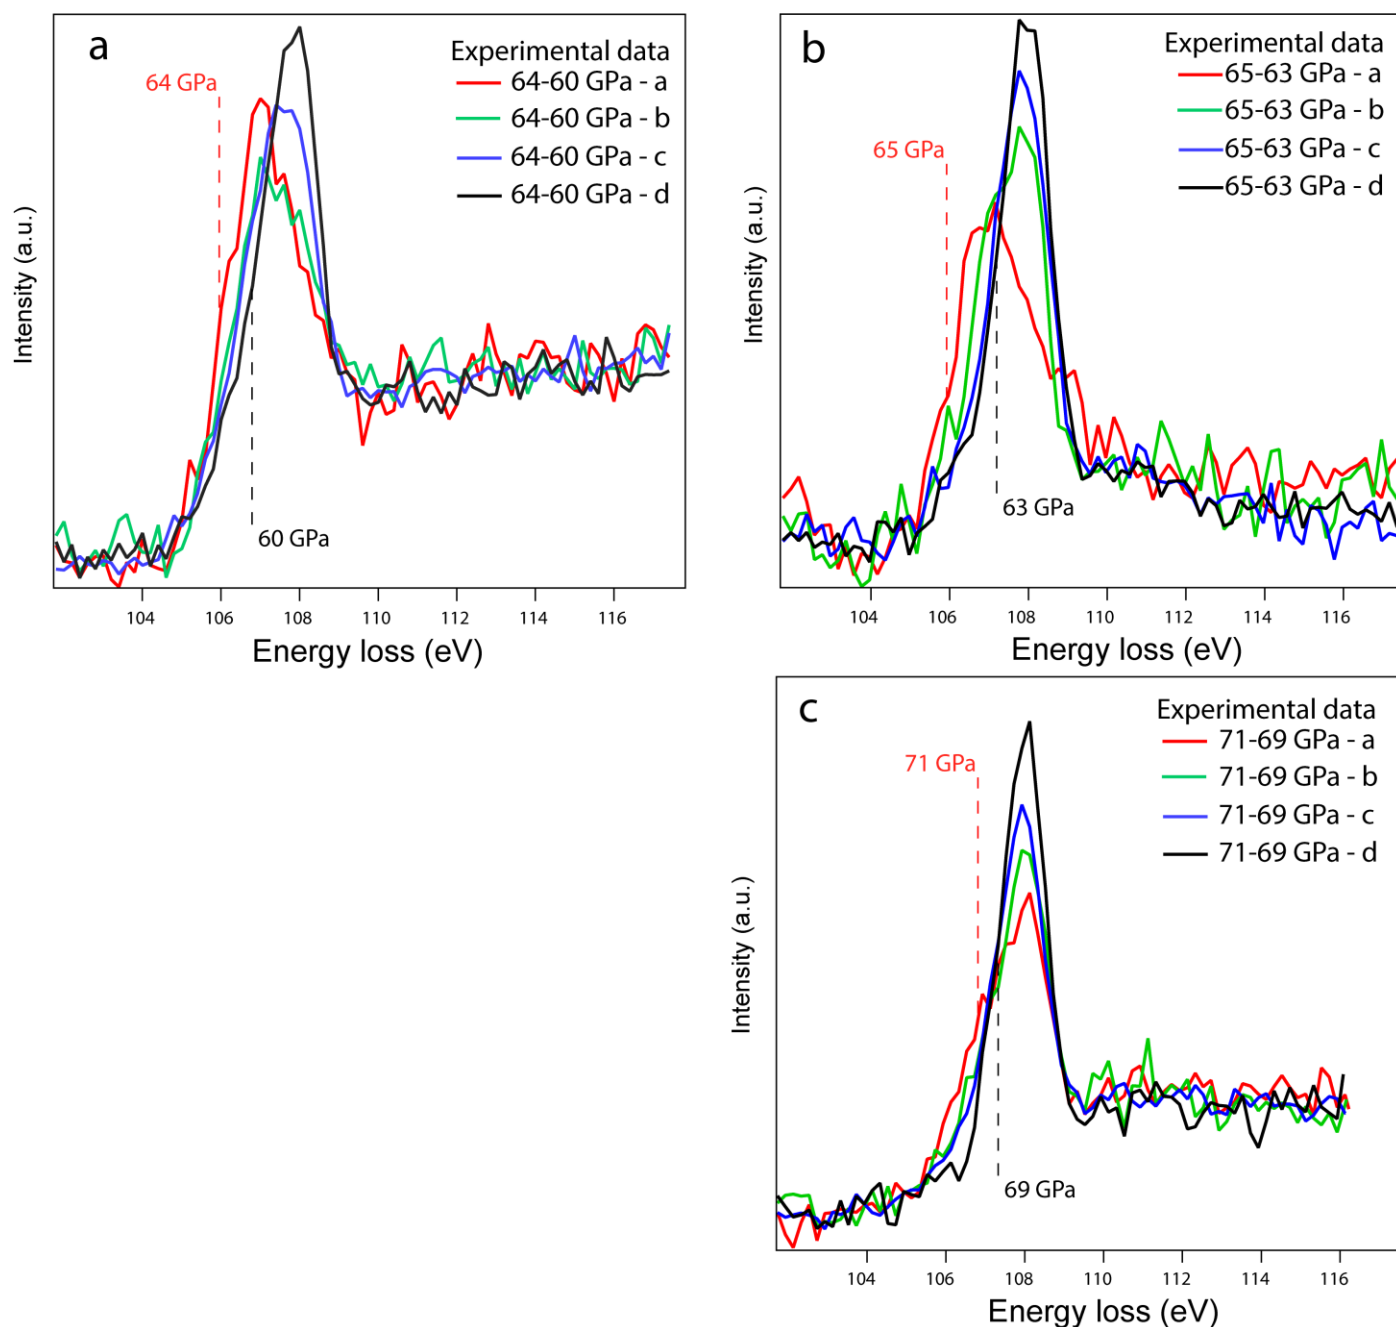 a
Experimental data
64 GPa
64-60 GPa - a
64-60 GPa - b
64-60 GPa - c
64-60 GPa - d
60 GPa
Intensity (a.u.)
104 106 108 110 112 114 116
Energy loss (eV)
b
Experimental data
65-63 GPa - a
65-63 GPa - b
65 GPa
65-63 GPa - c
65-63 GPa - d
63 GPa
Intensity (a.u.)
104 106 108 110 112 114 116
Energy loss (eV)
c
Experimental data
71 GPa
71-69 GPa - a
71-69 GPa - b
71-69 GPa - c
71-69 GPa - d
69 GPa
Intensity (a.u.)
104 106 108 110 112 114 116
Energy loss (eV)